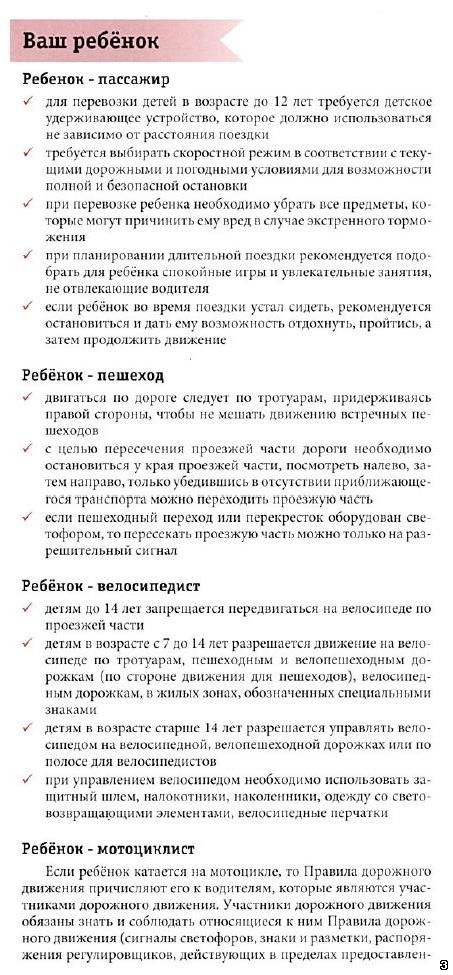 Ваш ребёнок
Ребенок - пассажир
✓ для перевозки детей в возрасте до 12 лет требуется детское
удерживающее устройство, которое должно использоваться
не зависимо от расстояния поездки
✓ требуется выбирать скоростной режим в соответствии с теку-
щими дорожными и погодными условиями для возможности
полной и безопасной остановки
✓ при перевозке ребенка необходимо убрать все предметы, ко-
торые могут причинить ему вред в случае экстренного тормо-
жения
✓ при планировании длительной поездки рекомендуется подо-
брать для ребёнка спокойные игры и увлекательные занятия,
не отвлекающие водителя
✓ если ребёнок во время поездки устал сидеть, рекомендуется
остановиться и дать ему возможность отдохнуть, пройтись, а
затем продолжить движение
Ребёнок - пешеход
✓ двигаться по дороге следует по тротуарам, придерживаясь
правой стороны, чтобы не мешать движению встречных пе-
шеходов
✓ с целью пересечения проезжей части дороги необходимо
остановиться у края проезжей части, посмотреть налево, за-
тем направо, только убедившись в отсутствии приближающе-
гося транспорта можно переходить проезжую часть
✓ если пешеходный переход или перекресток оборудован све-
тофором, то пересекать проезжую часть можно только на раз-
решительный сигнал
Ребёнок - велосипедист
✓ детям до 14 лет запрещается передвигаться на велосипеде по
проезжей части
✓ детям в возрасте с 7 до 14 лет разрешается движение на вело-
сипеде по тротуарам, пешеходным и велопешеходным до-
рожкам (по стороне движения для пешеходов), велосипед-
ным дорожкам, в жилых зонах, обозначенных специальными
знаками
✓ детям в возрасте старше 14 лет разрешается управлять вело-
сипедом на велосипедной, велопешеходной дорожках или по
полосе для велосипедистов
✓ при управлением велосипедом необходимо использовать за-
щитный шлем, налокотники, наколенники, одежду со свето-
возвращающими элементами, велосипедные перчатки
Ребёнок - мотоциклист
Если ребёнок катается на мотоцикле, то Правила дорожного
движения причисляют его к водителям, которые являются учас-
тниками дорожного движения. Участники дорожного движения
обязаны знать и соблюдать относящиеся к ним Правила дорож-
ного движения (сигналы светофоров, знаки и разметки, распоря-
жения регулировщиков, действующих в пределах предоставлен-
3